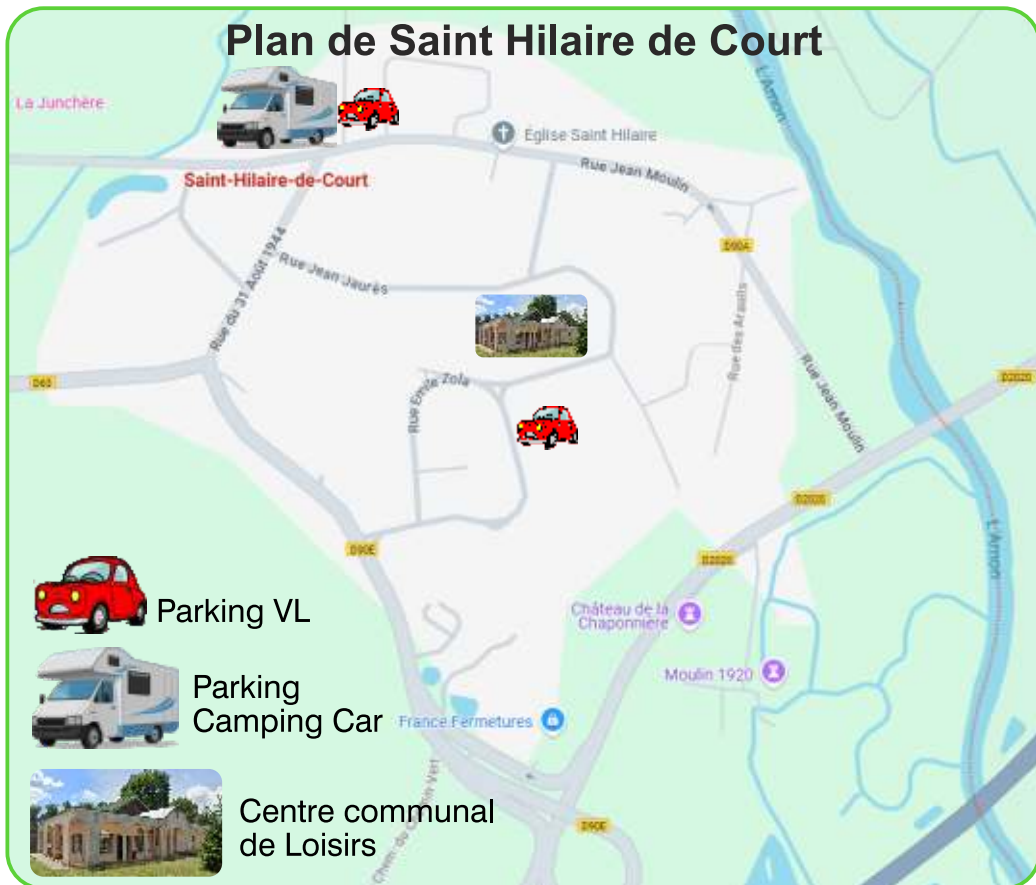 Plan de Saint Hilaire de Court
L'Arnon
La Junchère
Eglise Saint Hilaire
Rue Jean Moulin
Saint-Hilaire-de-Court
D90A
Rue du 31 Août 1944
Rue Jean Jaurès
Rue des Arauils
D60
Rue Emile Zola
Rue Jean Moulin
D2020
D2020
L'Arnon
D90E
D2020
Parking VL
Château de la
Chaponnière
Moulin 1920
Parking
Camping Car
France Fermetures
Centre communal
de Loisirs
D90E